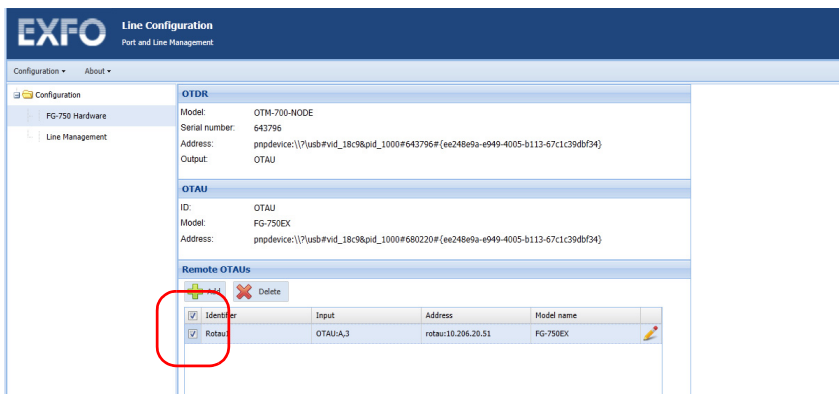 EXFO
Line Configuration
Port and Line Management
Configuration About
Configuration
FG-750 Hardware
Line Management
OTDR
Model: OTM-700-NODE
Serial number: 643796
Address: pnpdevice:\\?\usb#vid_18c9&pid_1000#643796#{ee248e9a-e949-4005-b113-67c1c39dbf34}
Output: OTAU
OTAU
ID: OTAU
Model: FG-750EX
Address: pnpdevice:\\?\usb#vid_18c9&pid_1000#680220#{ee248e9a-e949-4005-b113-67c1c39dbf34}
Remote OTAUs
Add Delete
Identifier Input Address Model name
Rotau1 OTAU:A,3 rotau:10.206.20.51 FG-750EX